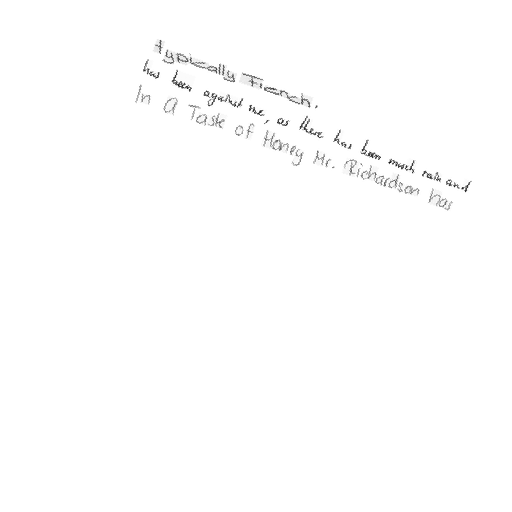 typically French.
has been against me, as there has been much rain and
In A Taste of Honey Mr. Richardson has